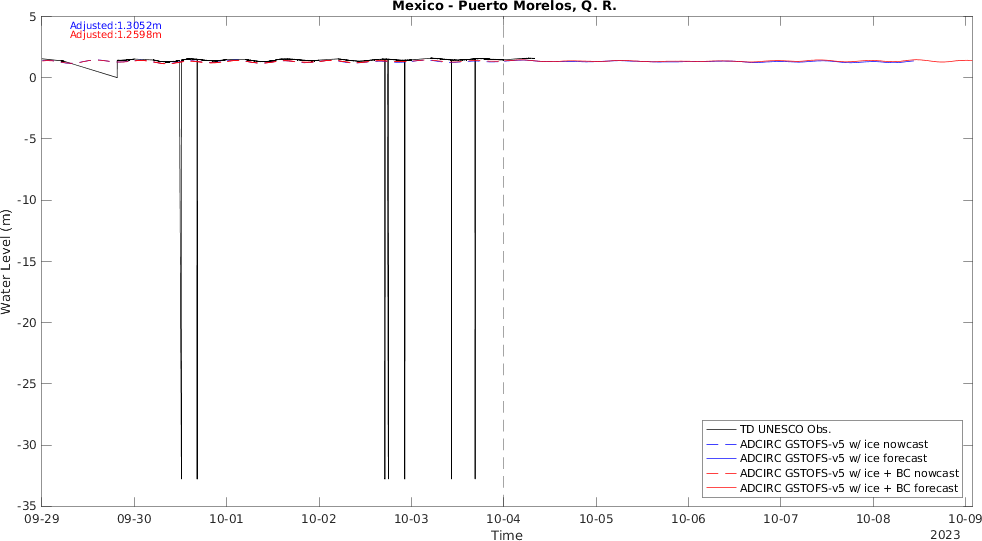 Mexico - Puerto Morelos, Q. R.
Adjusted:1.3052m
Adjusted:1.2598m
5
0
-5
-10
-15
-20
-25
-30
-35
Water Level (m)
TD UNESCO Obs.
ADCIRC GSTOFS-v5 w/ ice nowcast
ADCIRC GSTOFS-v5 w/ ice forecast
ADCIRC GSTOFS-v5 w/ ice + BC nowcast
ADCIRC GSTOFS-v5 w/ ice + BC forecast
09-29 09-30 10-01 10-02 10-03 10-04 10-05 10-06 10-07 10-08 10-09
Time
2023